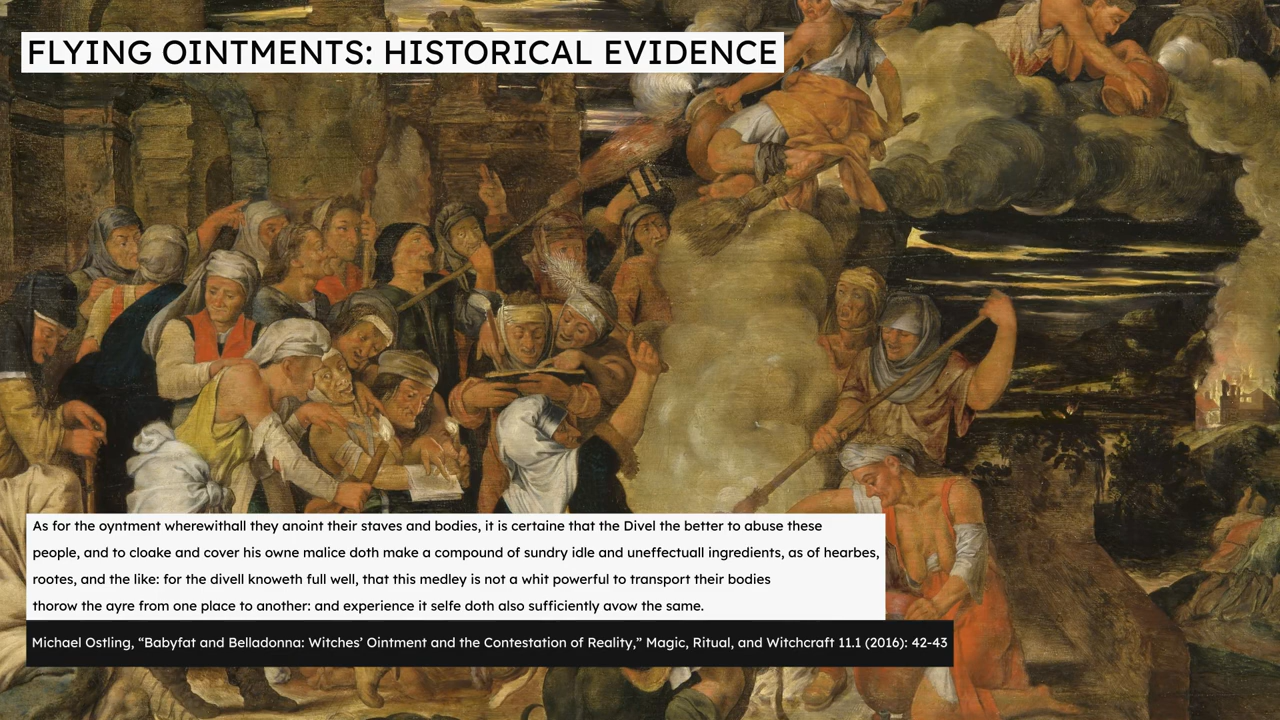 FLYING OINTMENTS: HISTORICAL EVIDENCE
As for the oyntment wherewithall they anoint their staves and bodies, it is certaine that the Divel the better to abuse these
people, and to cloake and cover his owne malice doth make a compound of sundry idle and uneffectuall ingredients, as of hearbes,
rootes, and the like: for the divell knoweth full well, that this medley is not a whit powerful to transport their bodies
thorow the ayre from one place to another: and experience it selfe doth also sufficiently avow the same.
Michael Ostling, “Babyfat and Belladonna: Witches’ Ointment and the Contestation of Reality,” Magic, Ritual, and Witchcraft 11.1 (2016): 42-43